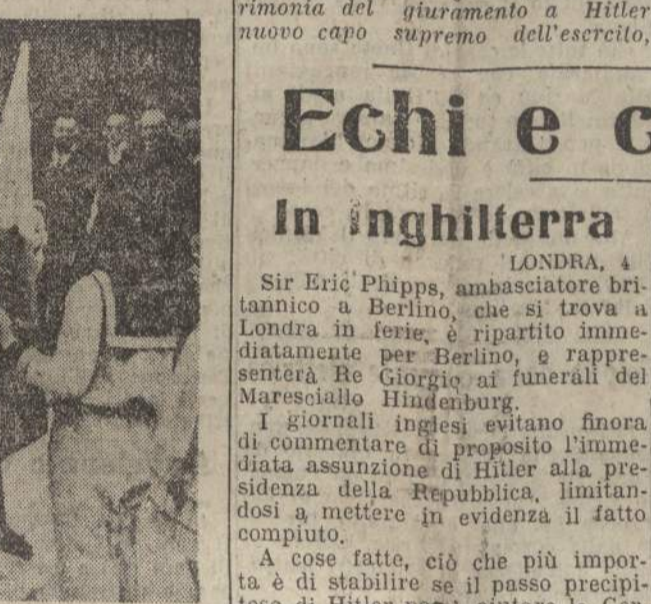 rimonia del giuramento a Hitler
nuovo capo supremo dell'esercito,
Echi e c
In inghilterra
LONDRA, 4
Sir Eric Phipps, ambasciatore bri-
tannico a Berlino, che si trova a
Londra in ferie, è ripartito imme-
diatamente per Berlino, e rappre-
senterà Re Giorgio ai funerali del
Maresciallo Hindenburg.
I giornali inglesi evitano finora
di commentare di proposito l'imme-
diata assunzione di Hitler alla pre-
sidenza della Repubblica, limitan-
dosi a mettere in evidenza il fatto
compiuto.
A cose fatte, ciò che più impor-
ta è di stabilire se il passo precipi-
di Hitler